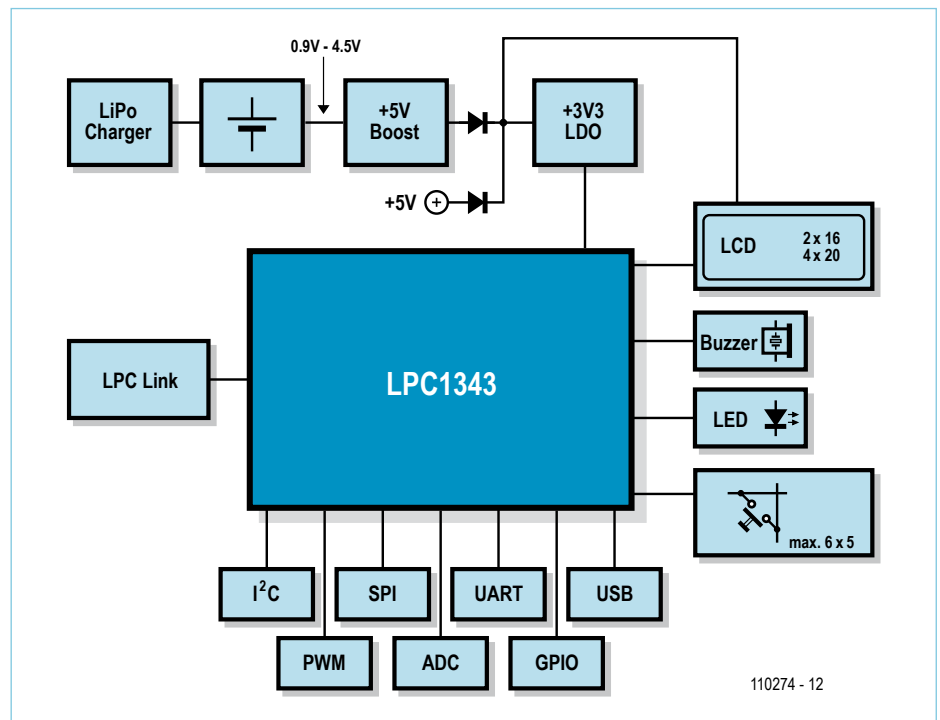 0.9V - 4.5V
LiPo
Charger
+5V
Boost
+3V3
LDO
+5V
LCD
2 x 16
4 x 20
Buzzer
LPC Link
LPC1343
LED
max. 6 x 5
I²C
SPI
UART
USB
PWM
ADC
GPIO
110274 - 12